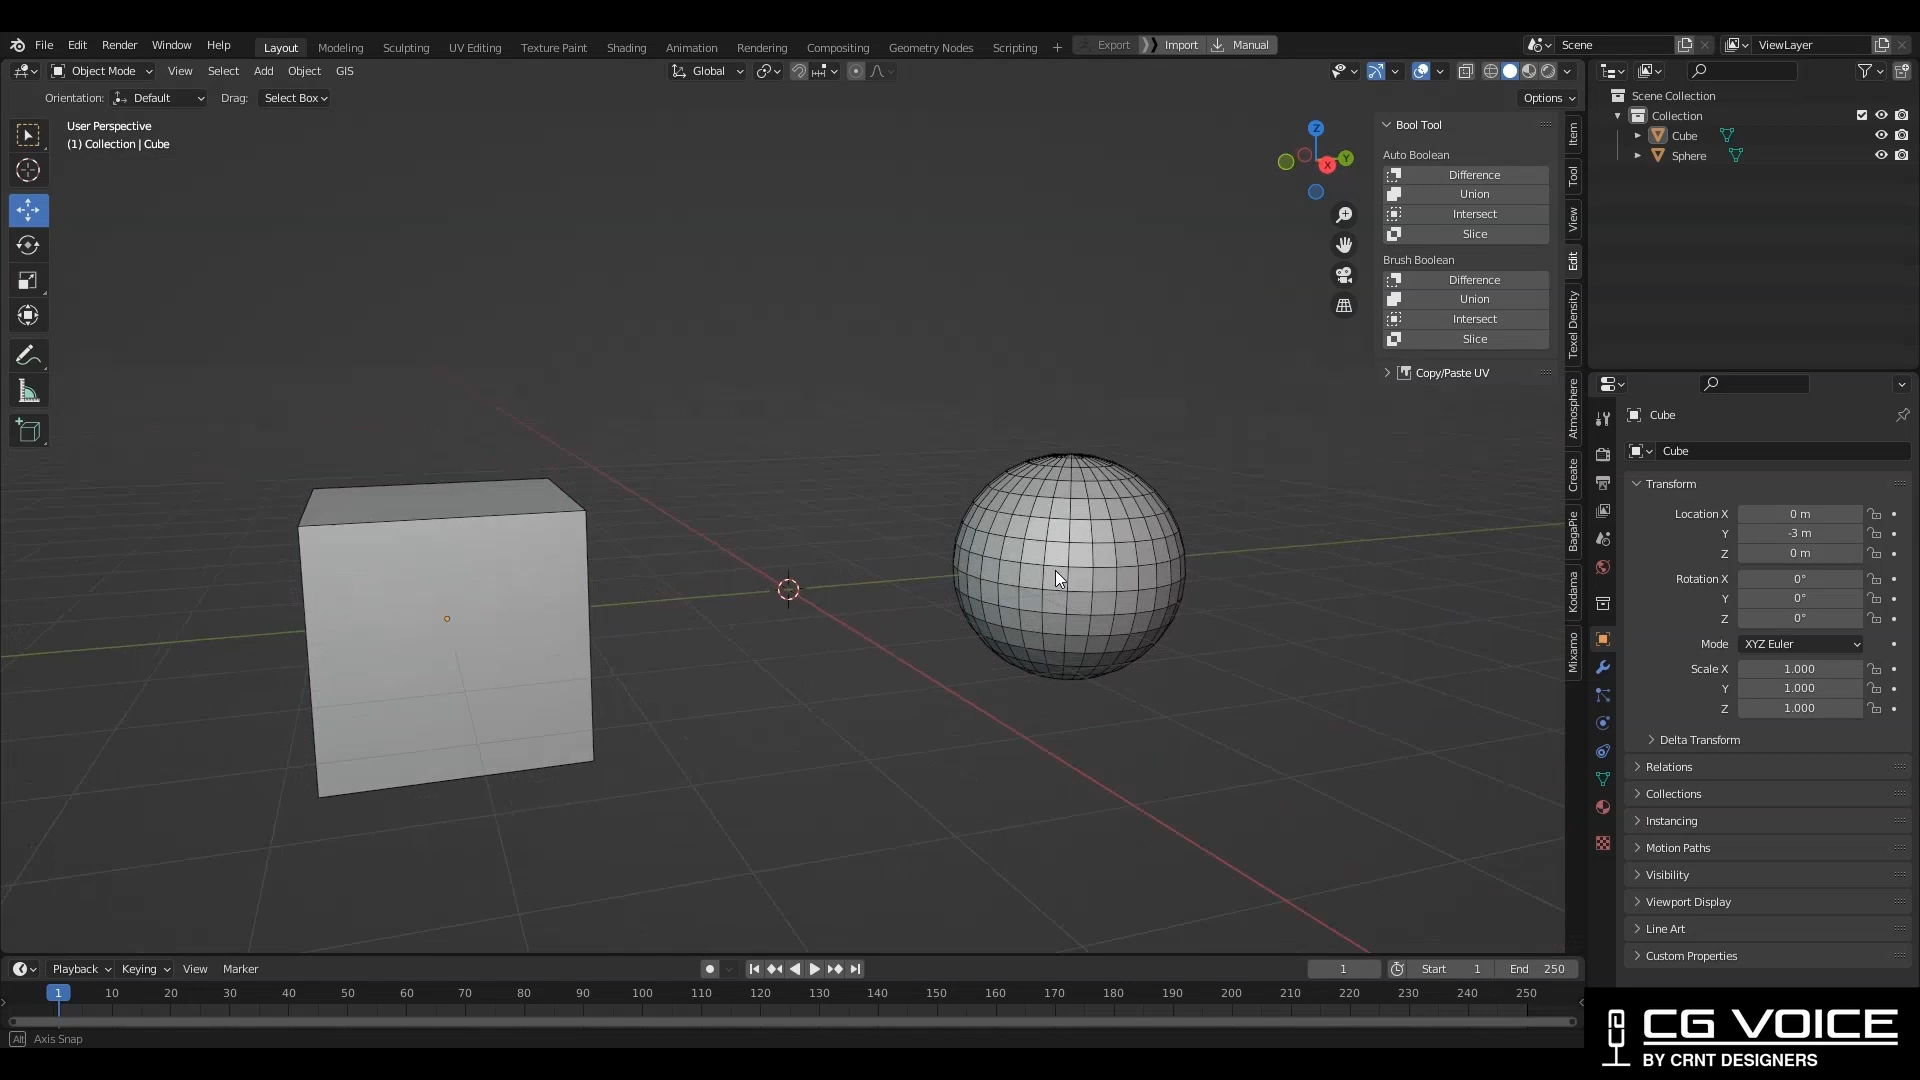 File Edit Render Window Help Layout Modeling Sculpting UV Editing Texture Paint Shading Animation Rendering Compositing Geometry Nodes Scripting + Export Import Manual Scene ViewLayer
Object Mode View Select Add Object GIS Global
Orientation: Default Drag: Select Box Options
User Perspective
(1) Collection | Cube
Z
Y
X
Bool Tool
Auto Boolean
Difference
Union
Intersect
Slice
Brush Boolean
Difference
Union
Intersect
Slice
Copy/Paste UV
Item
Tool
View
Edit
Texel Density
Atmosphere
Create
BagaPie
Kodama
Mixamo
Scene Collection
Collection
Cube
Sphere
Cube
Cube
Transform
Location X 0 m
Y -3 m
Z 0 m
Rotation X 0°
Y 0°
Z 0°
Mode XYZ Euler
Scale X 1.000
Y 1.000
Z 1.000
Delta Transform
Relations
Collections
Instancing
Motion Paths
Visibility
Viewport Display
Line Art
Custom Properties
Playback Keying View Marker 1 Start 1 End 250
1 10 20 30 40 50 60 70 80 90 100 110 120 130 140 150 160 170 180 190 200 210 220 230 240 250
Alt Axis Snap
CG VOICE
BY CRNT DESIGNERS